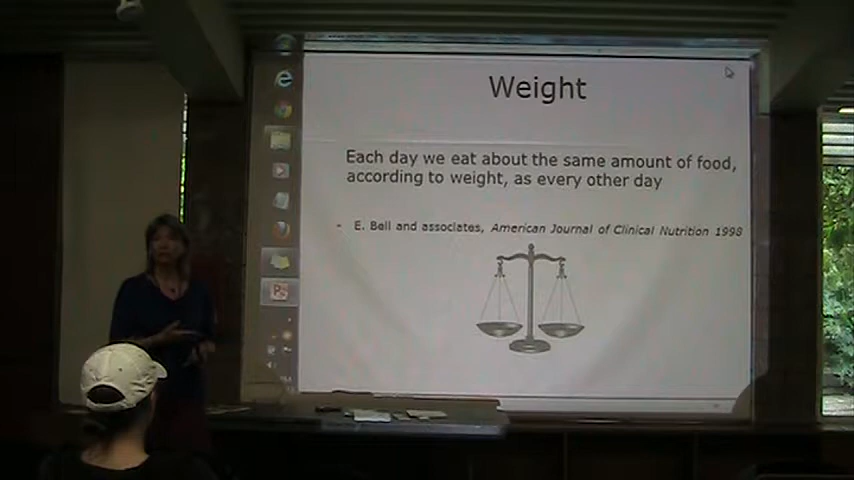 Weight
Each day we eat about the same amount of food,
according to weight, as every other day
- E. Bell and associates, American Journal of Clinical Nutrition 1998